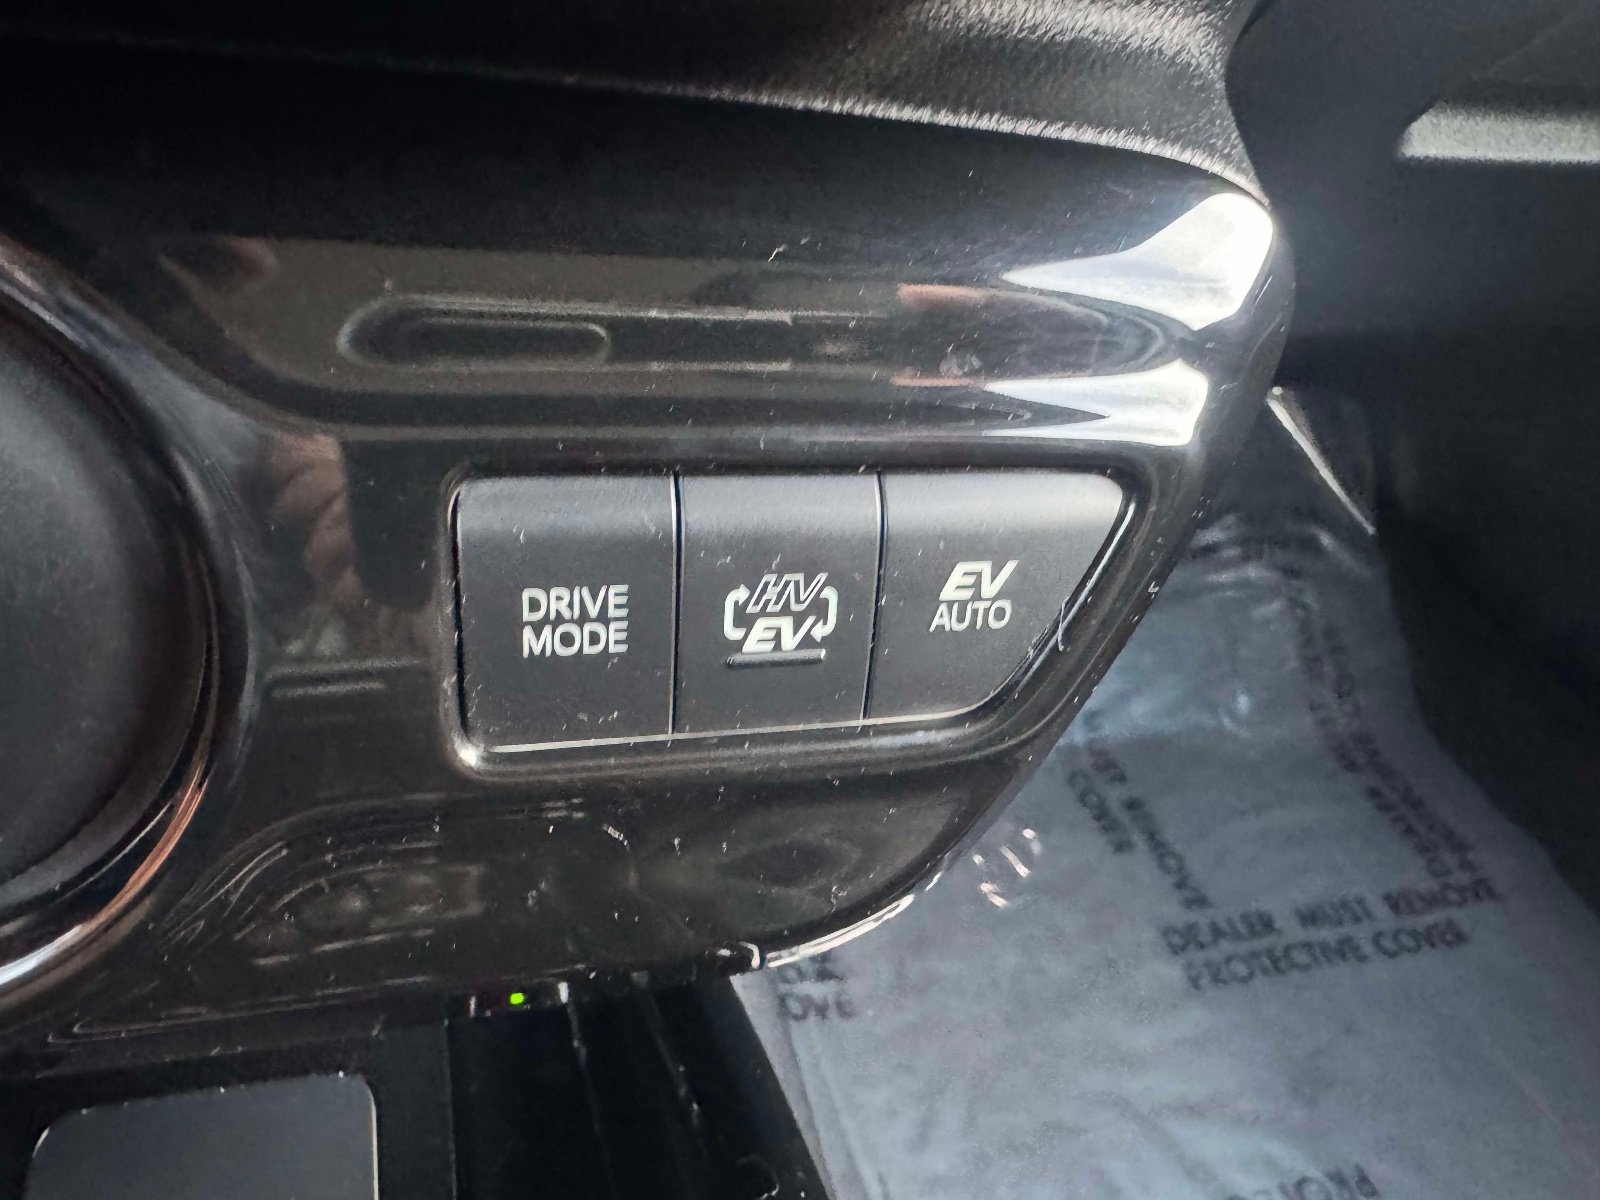 DRIVE
MODE
HV
EV
EV
AUTO
DEALER MUST REMOVE
PROTECTIVE COVER